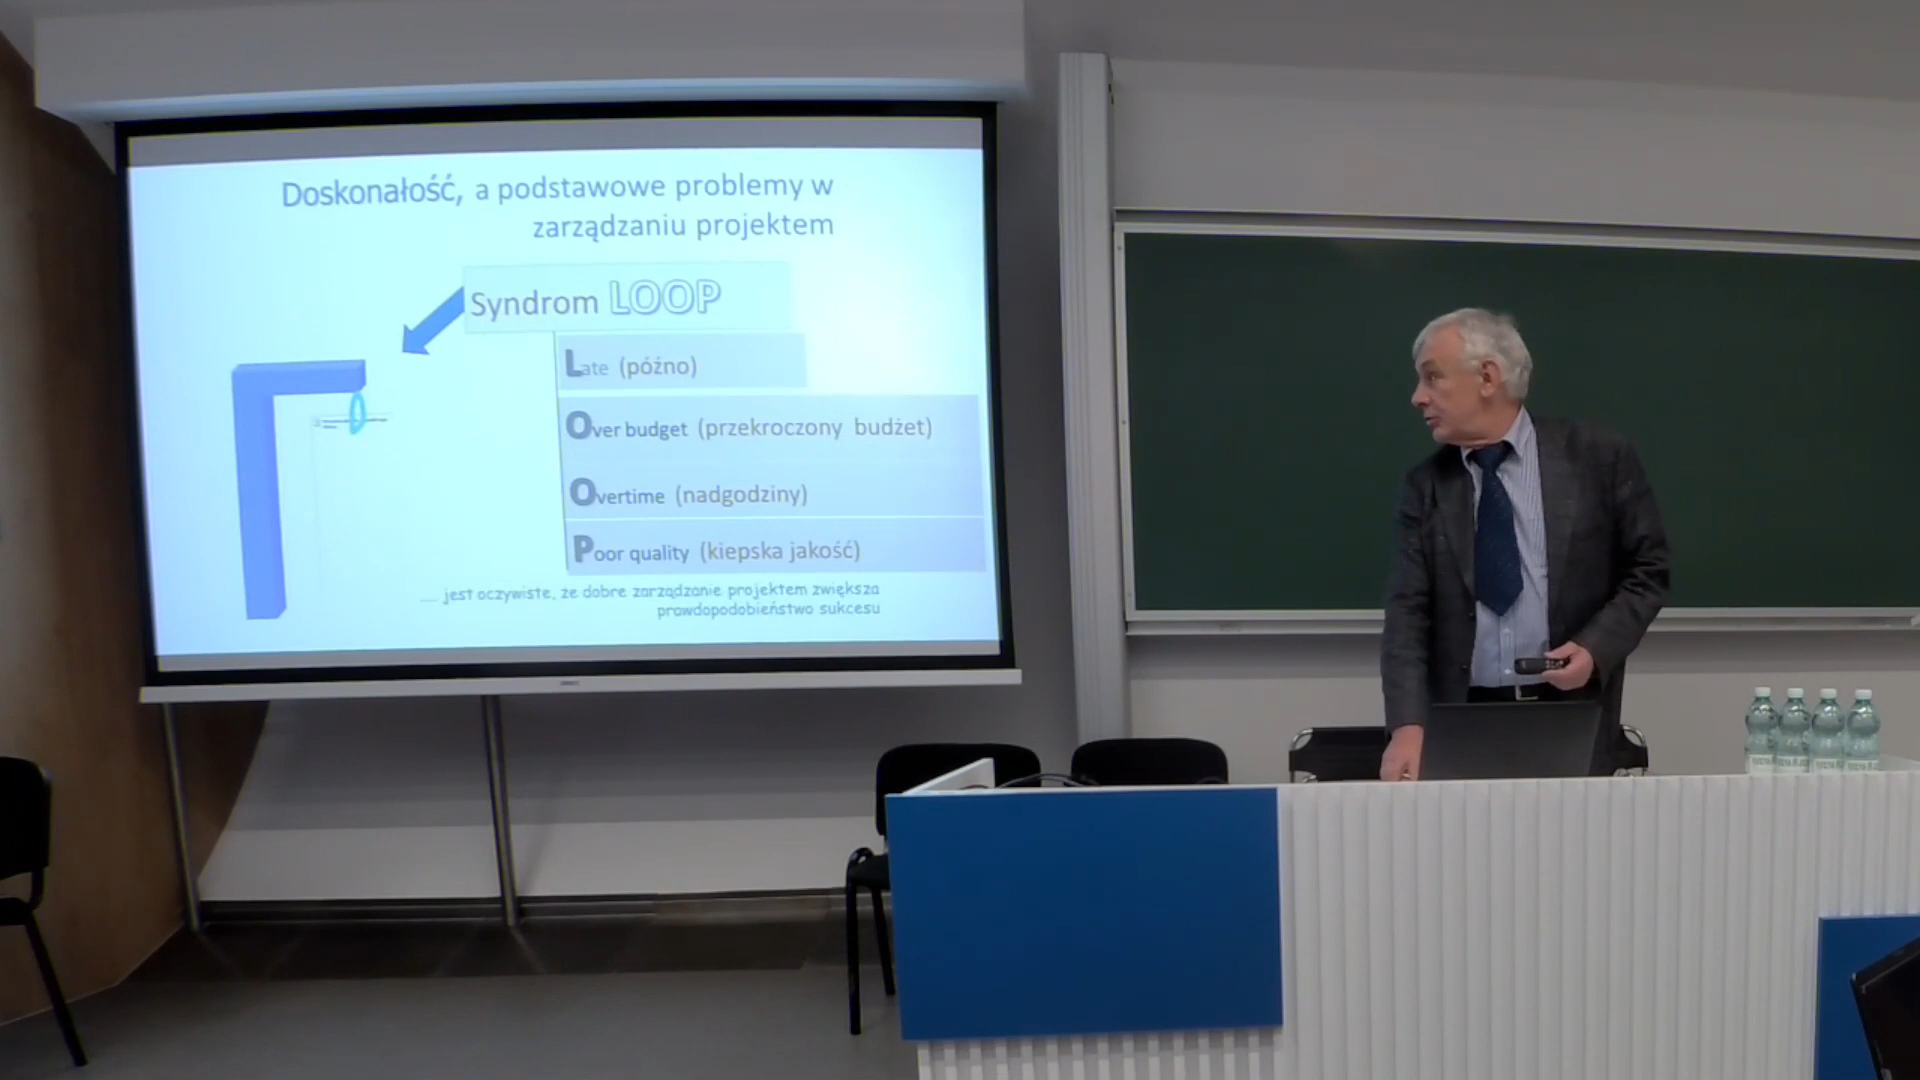 Doskonałość, a podstawowe problemy w
zarządzaniu projektem
Syndrom LOOP
Late (późno)
Over budget (przekroczony budżet)
Overtime (nadgodziny)
Poor quality (kiepska jakość)
.... jest oczywiste, że dobre zarządzanie projektem zwiększa
prawdopodobieństwo sukcesu